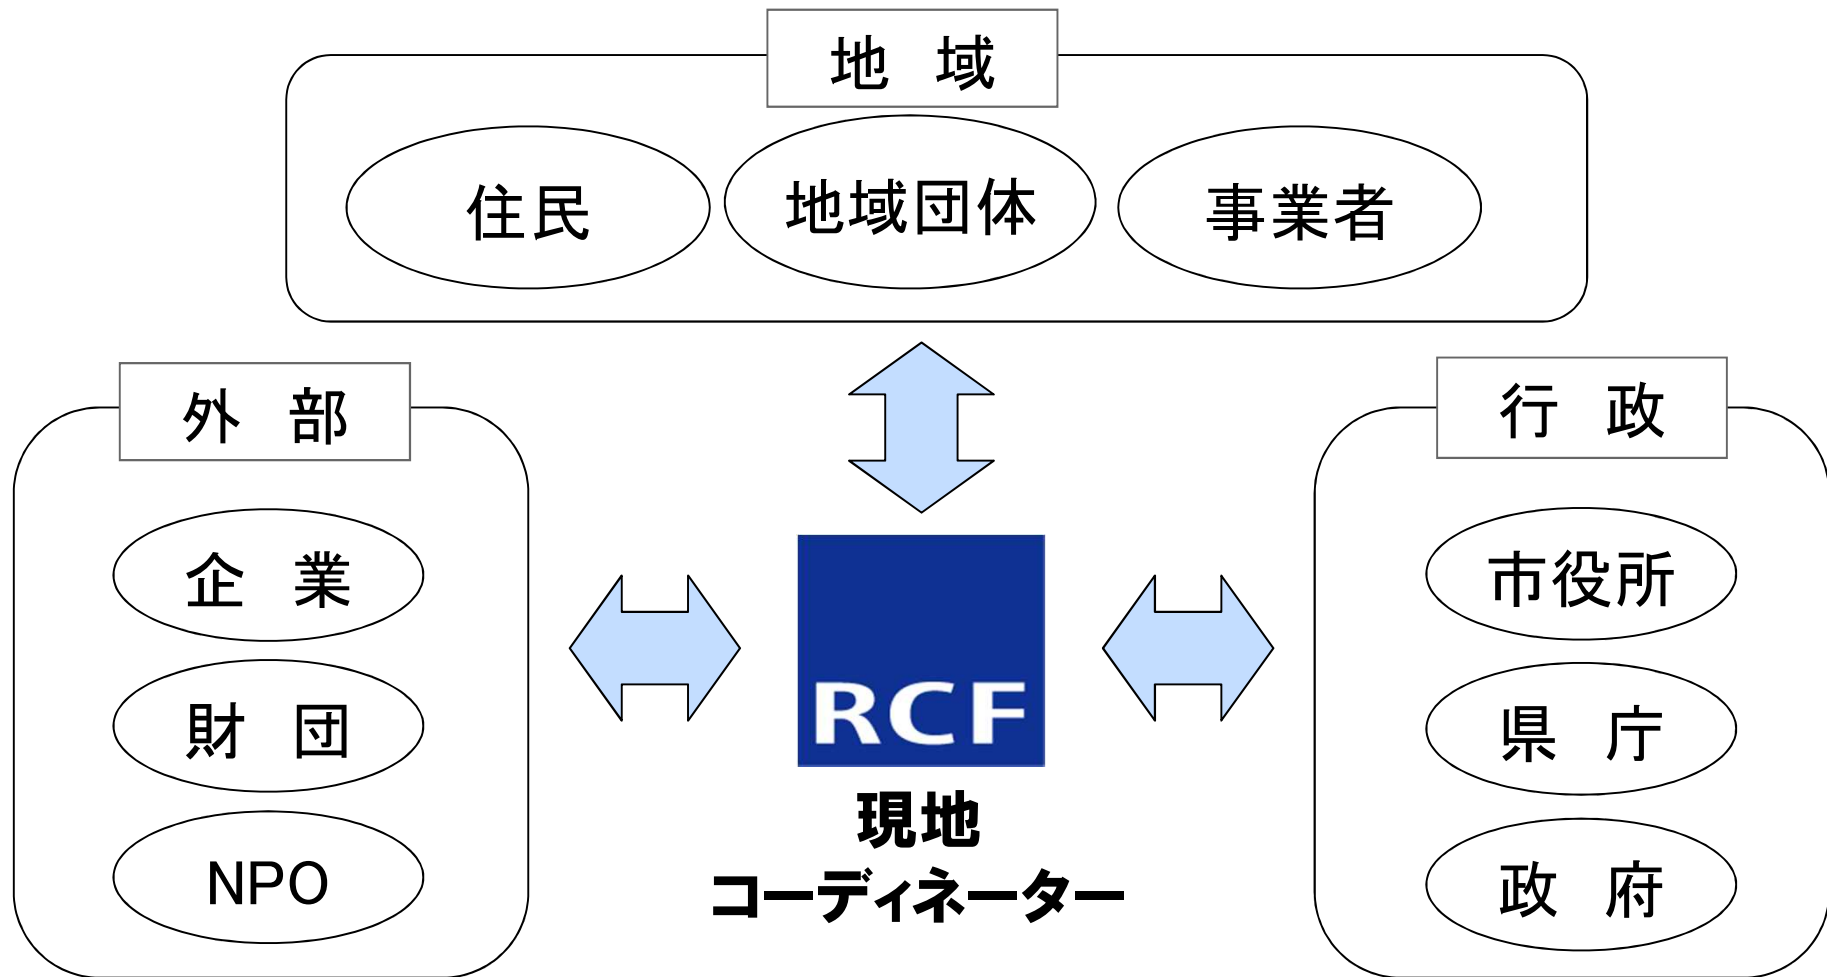 地　域
住民
地域団体
事業者
外　部
企　業
財　団
NPO
RCF
現地
コーディネーター
行　政
市役所
県　庁
政　府